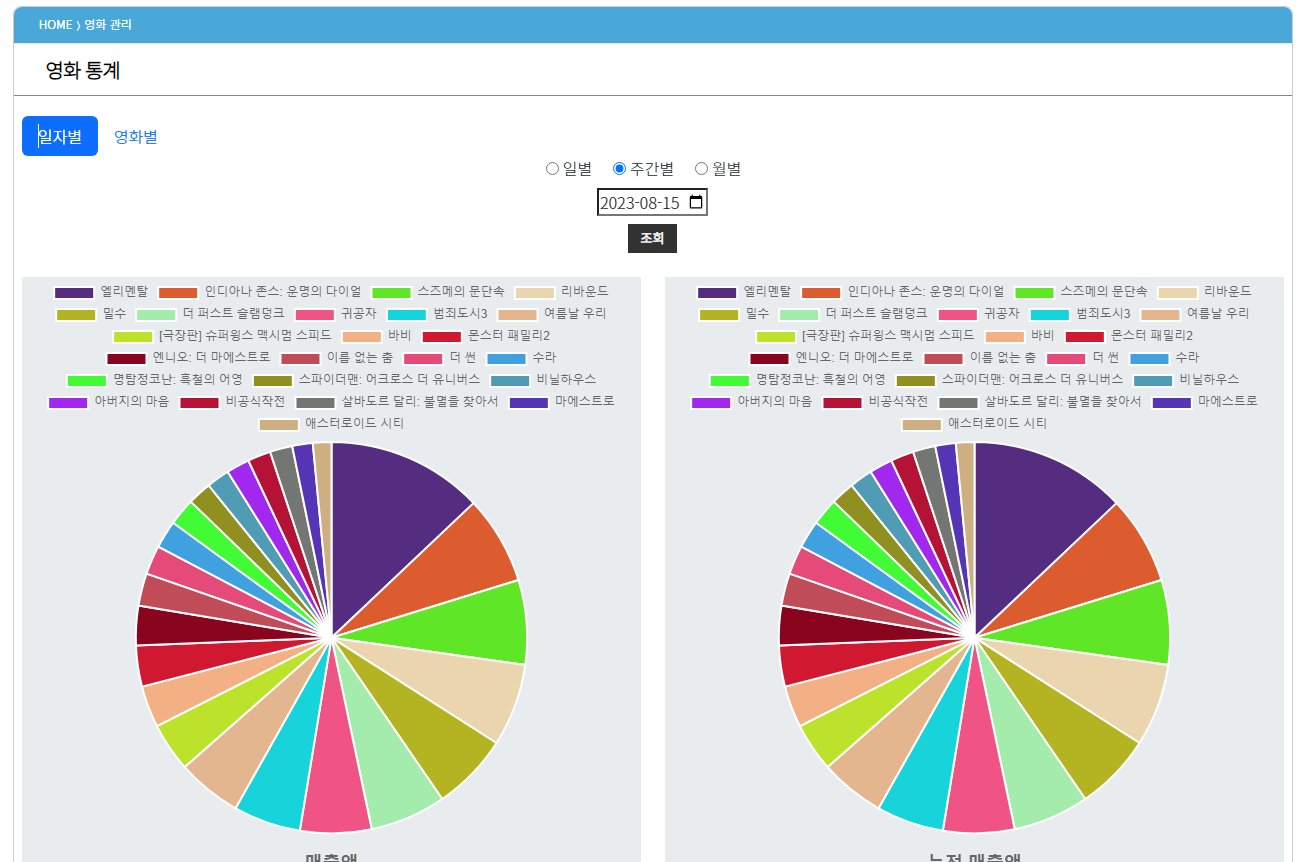 HOME 〉 영화 관리
영화 통계
일자별 영화별
일별 주간별 월별
2023-08-15
조회
엘리멘탈 인디아나 존스: 운명의 다이얼 스즈메의 문단속 리바운드
밀수 더 퍼스트 슬램덩크 귀공자 범죄도시3 여름날 우리
[극장판] 슈퍼윙스 맥시멈 스피드 바비 몬스터 패밀리2
엔니오: 더 마에스트로 이름 없는 춤 더 썬 수라
명탐정코난: 흑철의 어영 스파이더맨: 어크로스 더 유니버스 비닐하우스
아버지의 마음 비공식작전 살바도르 달리: 불멸을 찾아서 마에스트로
애스터로이드 시티
매출액
엘리멘탈 인디아나 존스: 운명의 다이얼 스즈메의 문단속 리바운드
밀수 더 퍼스트 슬램덩크 귀공자 범죄도시3 여름날 우리
[극장판] 슈퍼윙스 맥시멈 스피드 바비 몬스터 패밀리2
엔니오: 더 마에스트로 이름 없는 춤 더 썬 수라
명탐정코난: 흑철의 어영 스파이더맨: 어크로스 더 유니버스 비닐하우스
아버지의 마음 비공식작전 살바도르 달리: 불멸을 찾아서 마에스트로
애스터로이드 시티
누적 매출액